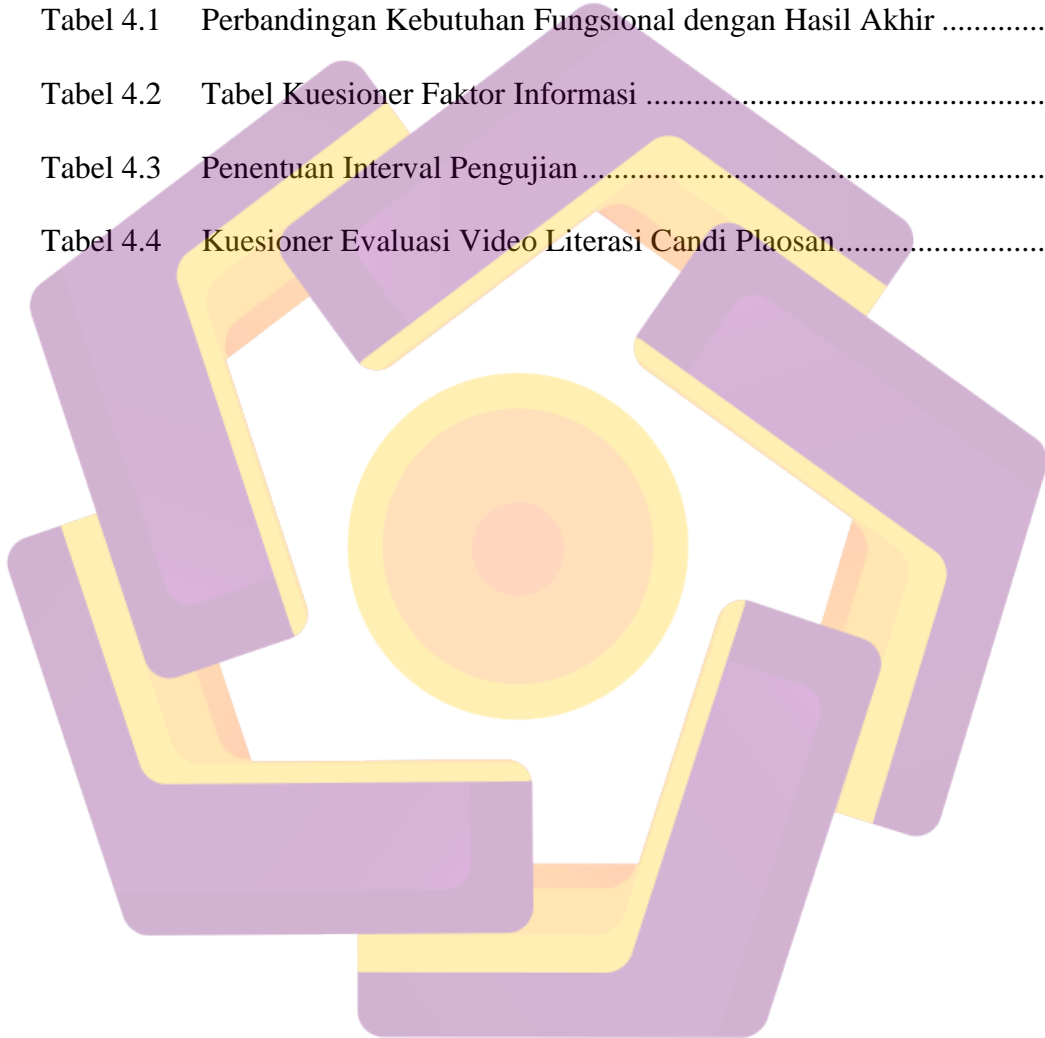 Tabel 4.1 Perbandingan Kebutuhan Fungsional dengan Hasil Akhir .............
Tabel 4.2 Tabel Kuesioner Faktor Informasi ..................................................
Tabel 4.3 Penentuan Interval Pengujian ..........................................................
Tabel 4.4 Kuesioner Evaluasi Video Literasi Candi Plaosan ..........................